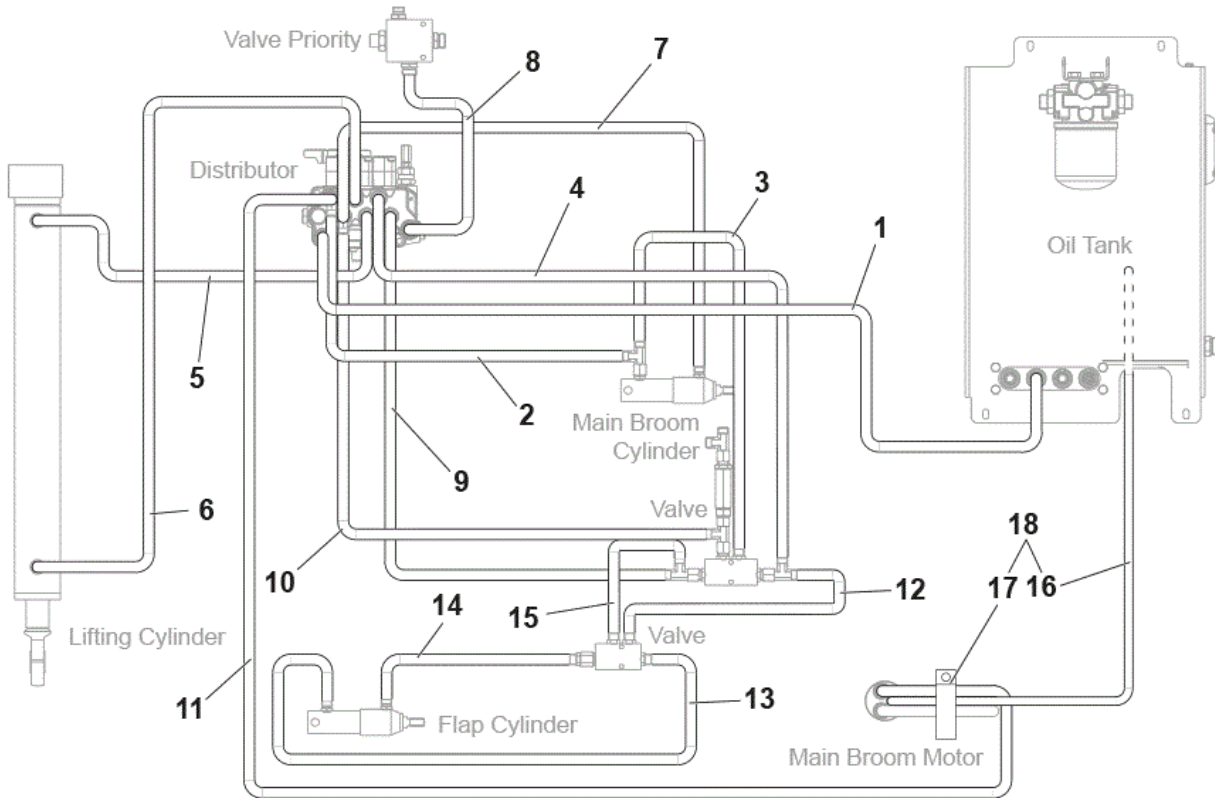 Valve Priority
8
7
Distributor
4
3
1
Oil Tank
5
2
Main Broom
Cylinder
9
6
Valve
18
10
17
16
12
14
15
Valve
Lifting Cylinder
11
13
Flap Cylinder
Main Broom Motor